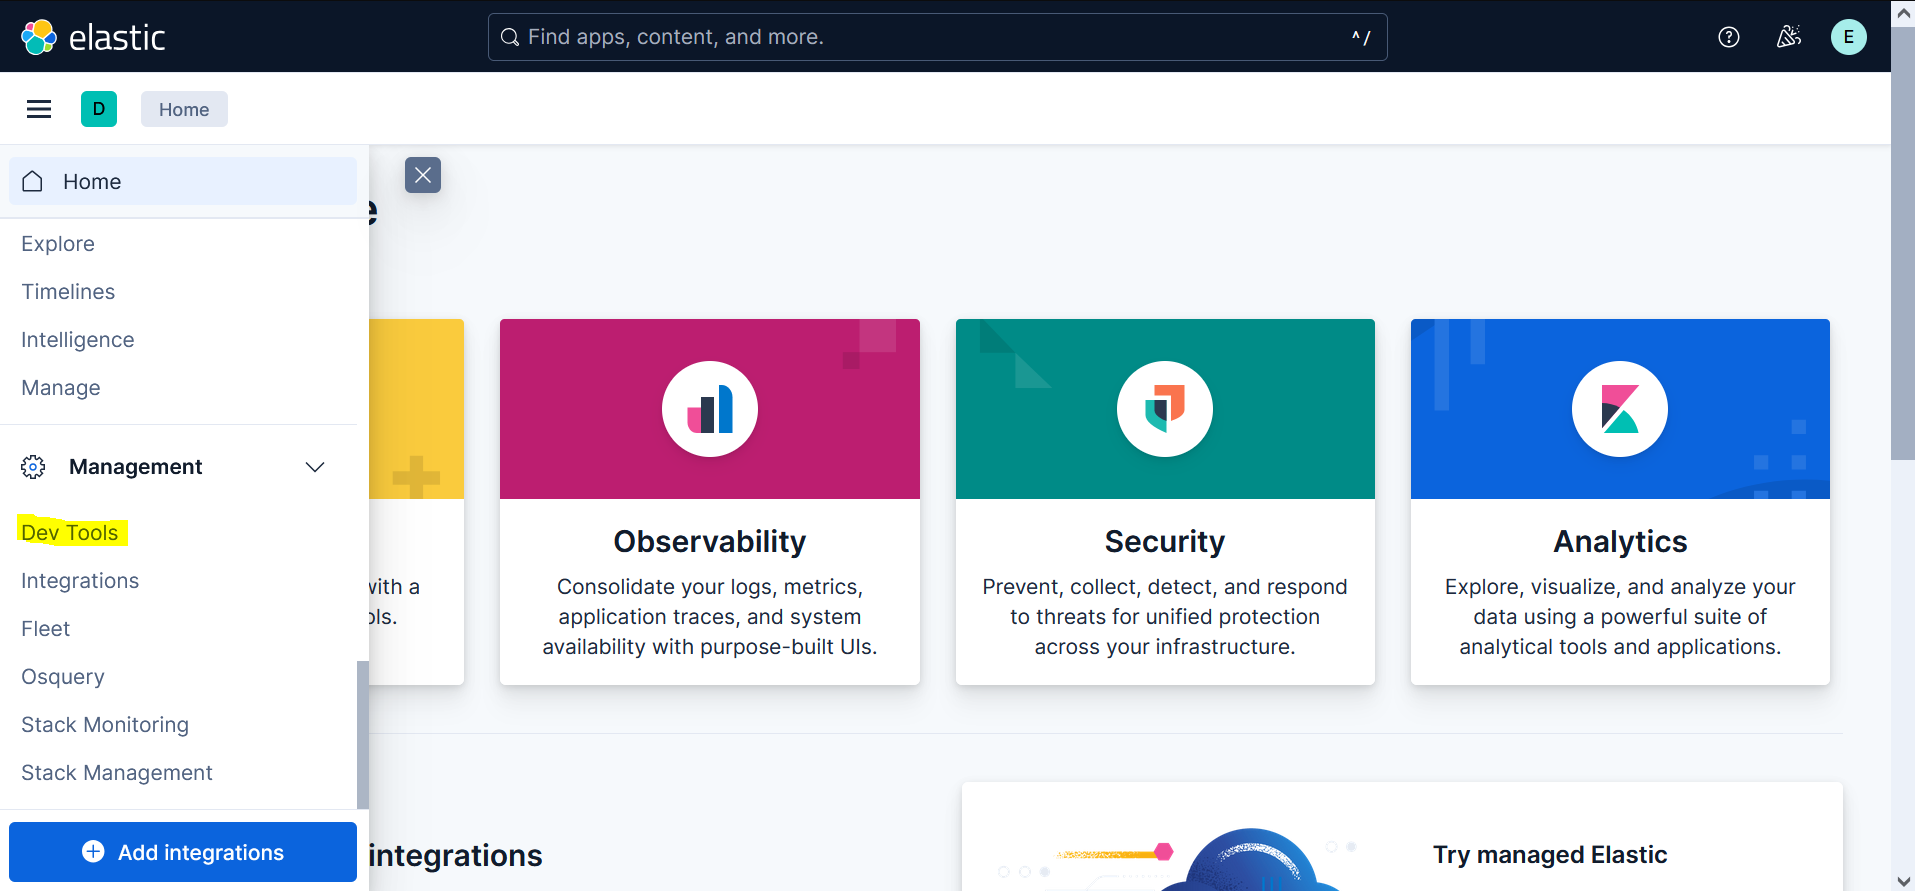 elastic
Find apps, content, and more.
^/
E
D
Home
Home
e
Explore
Timelines
Intelligence
Manage
Management
Dev Tools
Integrations
Fleet
Osquery
Stack Monitoring
Stack Management
Add integrations
with a
ols.
Observability
Consolidate your logs, metrics,
application traces, and system
availability with purpose-built UIs.
Security
Prevent, collect, detect, and respond
to threats for unified protection
across your infrastructure.
Analytics
Explore, visualize, and analyze your
data using a powerful suite of
analytical tools and applications.
integrations
Try managed Elastic